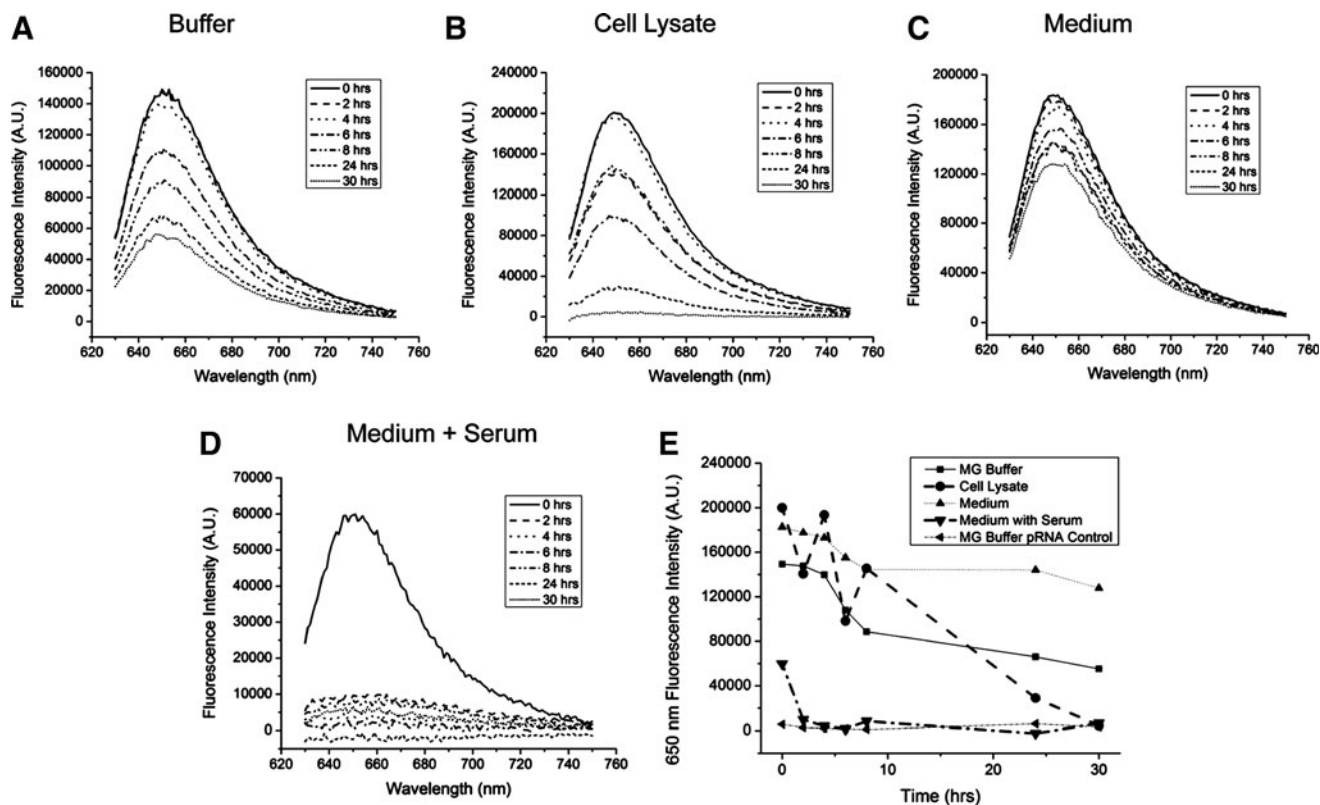 A
Buffer
Fluorescence Intensity (A.U.)
160000
140000
120000
100000
80000
60000
40000
20000
0
620 640 660 680 700 720 740 760
Wavelength (nm)
0 hrs
2 hrs
4 hrs
6 hrs
8 hrs
24 hrs
30 hrs
B
Cell Lysate
Fluorescence Intensity (A.U.)
240000
200000
160000
120000
80000
40000
0
620 640 660 680 700 720 740 760
Wavelength (nm)
0 hrs
2 hrs
4 hrs
6 hrs
8 hrs
24 hrs
30 hrs
C
Medium
Fluorescence Intensity (A.U.)
200000
160000
120000
80000
40000
0
620 640 660 680 700 720 740 760
Wavelength (nm)
0 hrs
2 hrs
4 hrs
6 hrs
8 hrs
24 hrs
30 hrs
D
Medium + Serum
Fluorescence Intensity (A.U.)
70000
60000
50000
40000
30000
20000
10000
0
620 640 660 680 700 720 740 760
Wavelength (nm)
0 hrs
2 hrs
4 hrs
6 hrs
8 hrs
24 hrs
30 hrs
E
650 nm Fluorescence Intensity (A.U.)
240000
200000
160000
120000
80000
40000
0
0 10 20 30
Time (hrs)
MG Buffer
Cell Lysate
Medium
Medium with Serum
MG Buffer pRNA Control